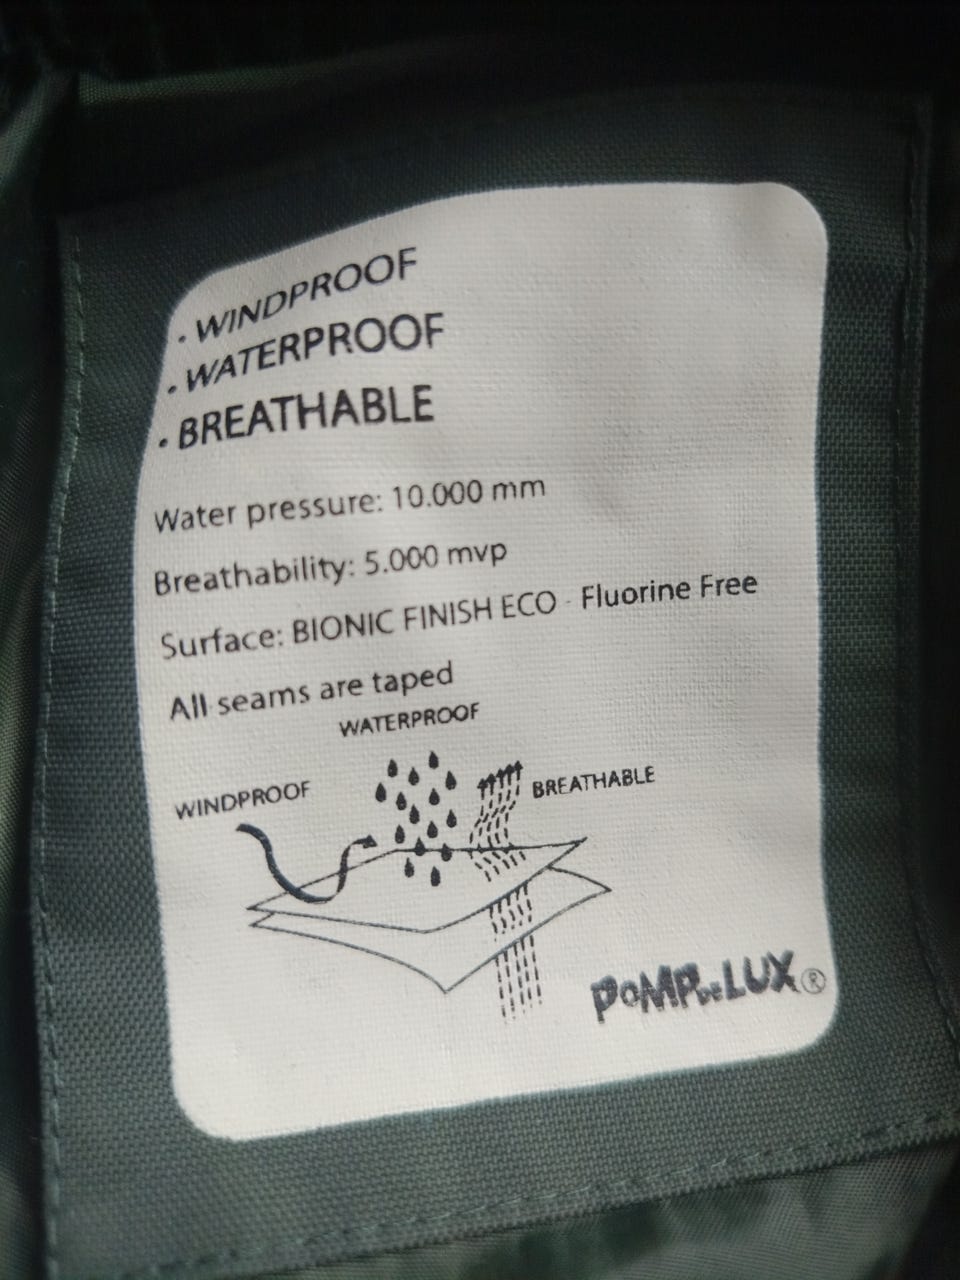 · WINDPROOF
· WATERPROOF
· BREATHABLE
Water pressure: 10.000 mm
Breathability: 5.000 mvp
Surface: BIONIC FINISH ECO - Fluorine Free
All seams are taped
WATERPROOF
WINDPROOF
BREATHABLE
POMPdeLUX®